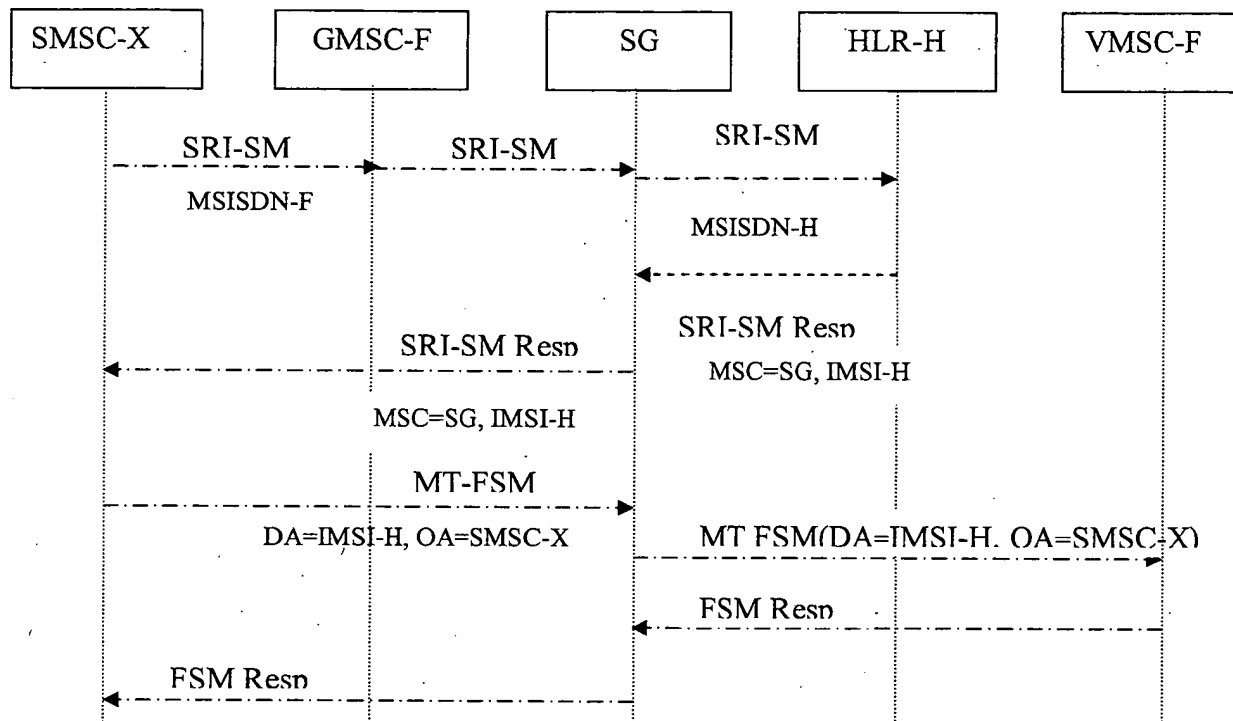 SMSC-X
GMSC-F
SG
HLR-H
VMSC-F
SRI-SM
SRI-SM
SRI-SM
MSISDN-F
MSISDN-H
SRI-SM Resp
SRI-SM Resp
MSC=SG, IMSI-H
MSC=SG, IMSI-H
MT-FSM
DA=IMSI-H, OA=SMSC-X
MT FSM(DA=IMSI-H, OA=SMSC-X)
FSM Resp
FSM Resp